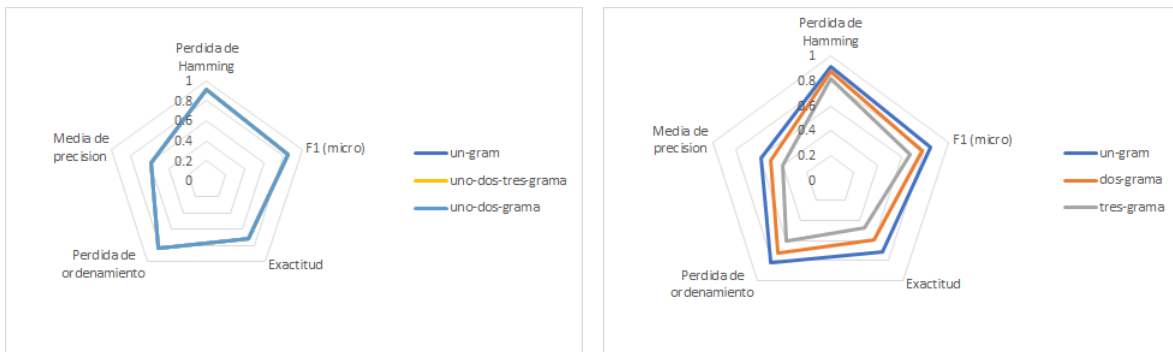 Perdida de
Hamming
1
0.8
0.6
0.4
0.2
0
F1 (micro)
Exactitud
Perdida de
ordenamiento
Media de
precision
un-gram
uno-dos-tres-grama
uno-dos-grama
Perdida de
Hamming
1
0.8
0.6
0.4
0.2
0
F1 (micro)
Exactitud
Perdida de
ordenamiento
Media de
precision
un-gram
dos-grama
tres-grama